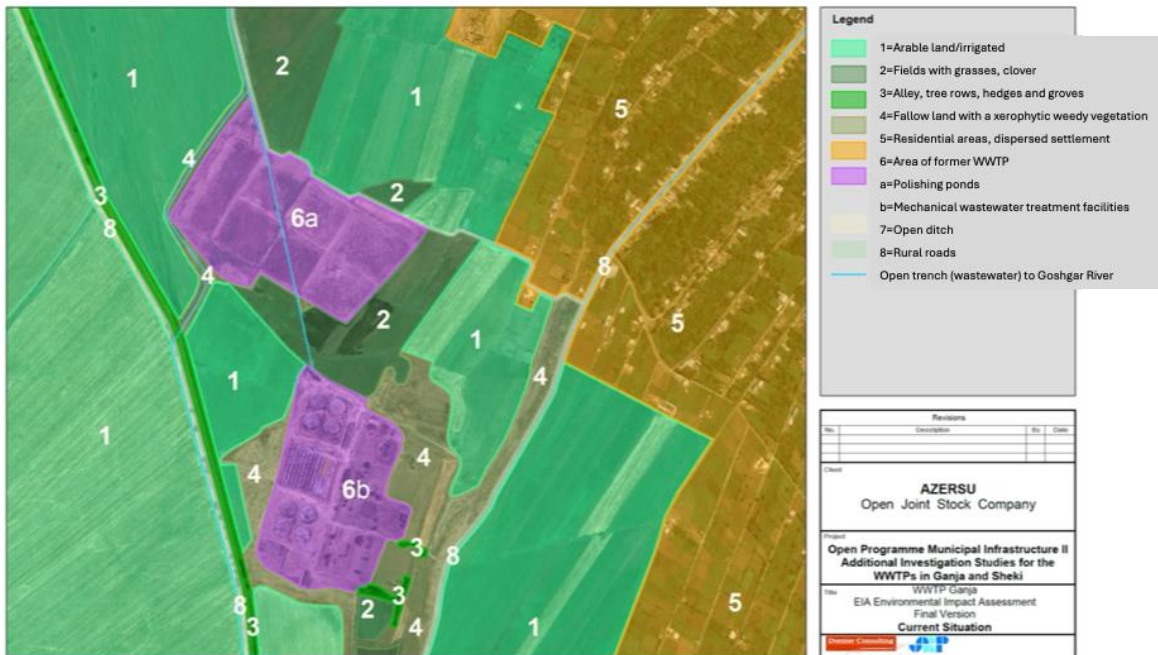 Legend
1=Arable land/irrigated
2=Fields with grasses, clover
3=Alley, tree rows, hedges and groves
4=Fallow land with a xerophytic weedy vegetation
5=Residential areas, dispersed settlement
6=Area of former WWTP
a=Polishing ponds
b=Mechanical wastewater treatment facilities
7=Open ditch
8=Rural roads
Open trench (wastewater) to Goshgar River
1
2
1
5
4
3
8
2
6a
4
8
2
5
1
4
1
1
4
4
6b
3
8
3
2
8
3
4
1
5
Revisions
No. Description By Date
Client
AZERSU
Open Joint Stock Company
Project
Open Programme Municipal Infrastructure II
Additional Investigation Studies for the
WWTPs in Ganja and Sheki
Title
WWTP Ganja
EIA Environmental Impact Assessment
Final Version
Current Situation
Dornier Consulting